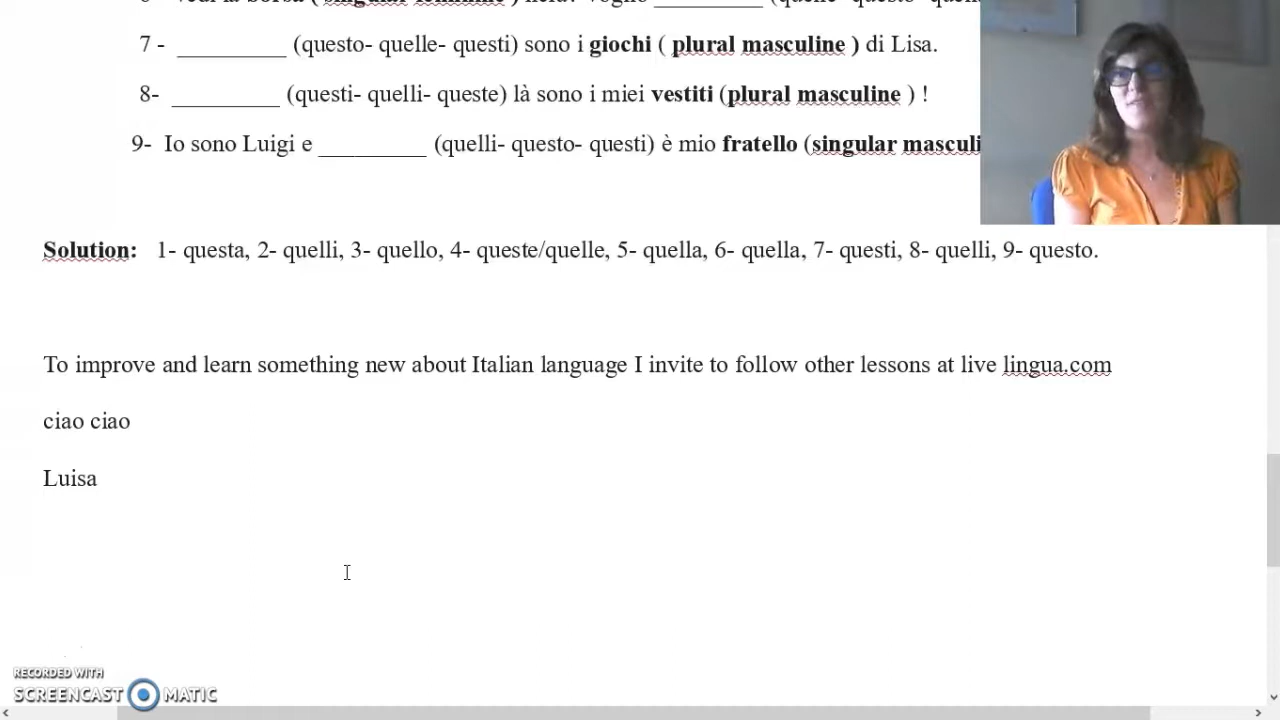 7 - _________ (questo- quelle- questi) sono i giochi ( plural masculine ) di Lisa.
8- _________ (questi- quelli- queste) là sono i miei vestiti (plural masculine ) !
9- Io sono Luigi e _________ (quelli- questo- questi) è mio fratello (singular masculi
Solution: 1- questa, 2- quelli, 3- quello, 4- queste/quelle, 5- quella, 6- quella, 7- questi, 8- quelli, 9- questo.
To improve and learn something new about Italian language I invite to follow other lessons at live lingua.com
ciao ciao
Luisa
RECORDED WITH
SCREENCAST MATIC